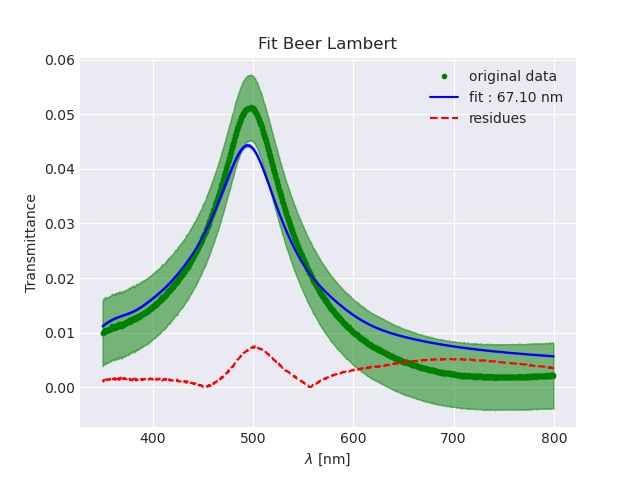 Fit Beer Lambert
original data
fit : 67.10 nm
residues
Transmittance
0.06
0.05
0.04
0.03
0.02
0.01
0.00
400 500 600 700 800
λ [nm]